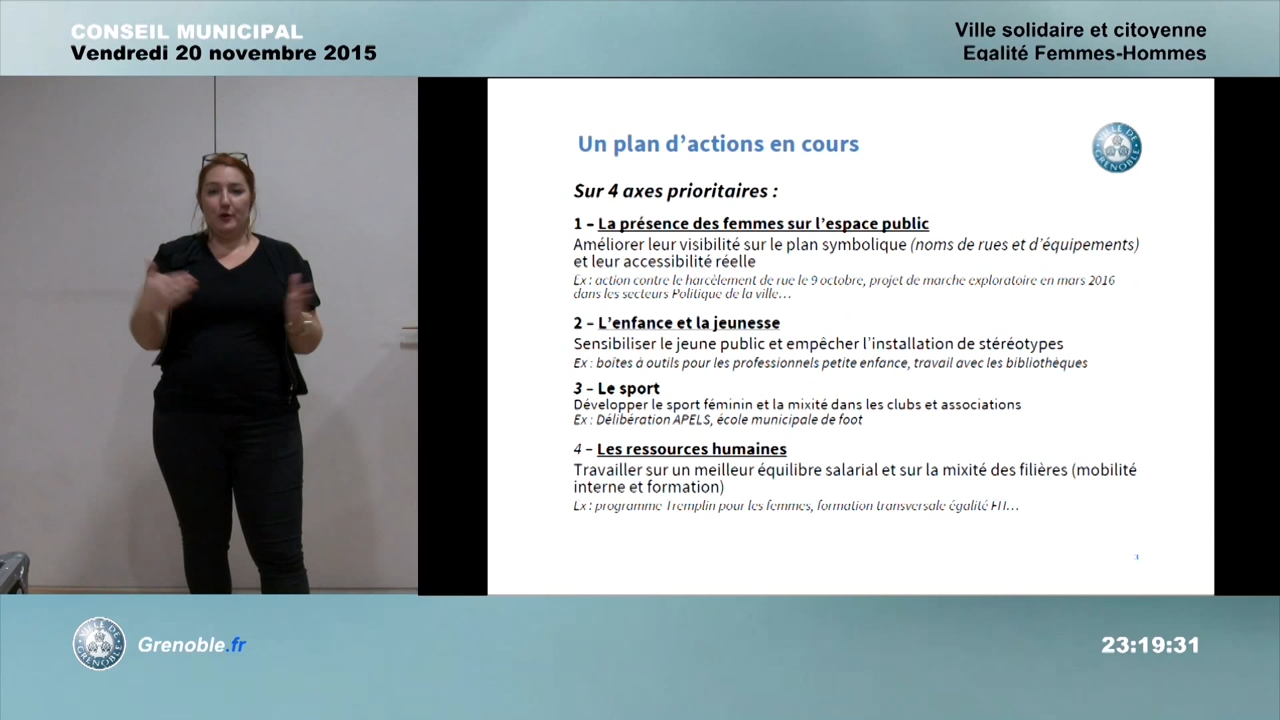 CONSEIL MUNICIPAL
Vendredi 20 novembre 2015
Ville solidaire et citoyenne
Egalité Femmes-Hommes
Un plan d'actions en cours
VILLE DE GRENOBLE
Sur 4 axes prioritaires :
1 – La présence des femmes sur l'espace public
Améliorer leur visibilité sur le plan symbolique (noms de rues et d'équipements)
et leur accessibilité réelle
Ex : action contre le harcèlement de rue le 9 octobre, projet de marche exploratoire en mars 2016
dans les secteurs Politique de la ville…
2 – L'enfance et la jeunesse
Sensibiliser le jeune public et empêcher l'installation de stéréotypes
Ex : boîtes à outils pour les professionnels petite enfance, travail avec les bibliothèques
3 – Le sport
Développer le sport féminin et la mixité dans les clubs et associations
Ex : Délibération APELS, école municipale de foot
4 – Les ressources humaines
Travailler sur un meilleur équilibre salarial et sur la mixité des filières (mobilité
interne et formation)
Ex : programme Tremplin pour les femmes, formation transversale égalité FH…
3
VILLE DE GRENOBLE
Grenoble.fr
23:19:31